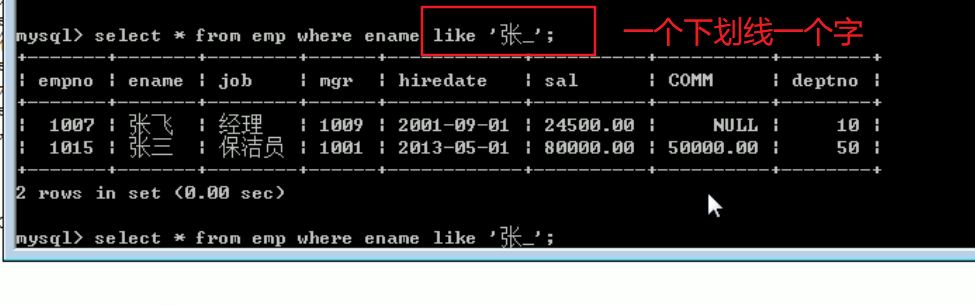 mysql> select * from emp where ename like '张_';
一个下划线一个字
+-------+-------+--------+------+------------+----------+----------+--------+
| empno | ename | job | mgr | hiredate | sal | COMM | deptno |
+-------+-------+--------+------+------------+----------+----------+--------+
| 1007 | 张飞 | 经理 | 1009 | 2001-09-01 | 24500.00 | NULL | 10 |
| 1015 | 张三 | 保洁员 | 1001 | 2013-05-01 | 80000.00 | 50000.00 | 50 |
+-------+-------+--------+------+------------+----------+----------+--------+
2 rows in set (0.00 sec)
mysql> select * from emp where ename like '张_';